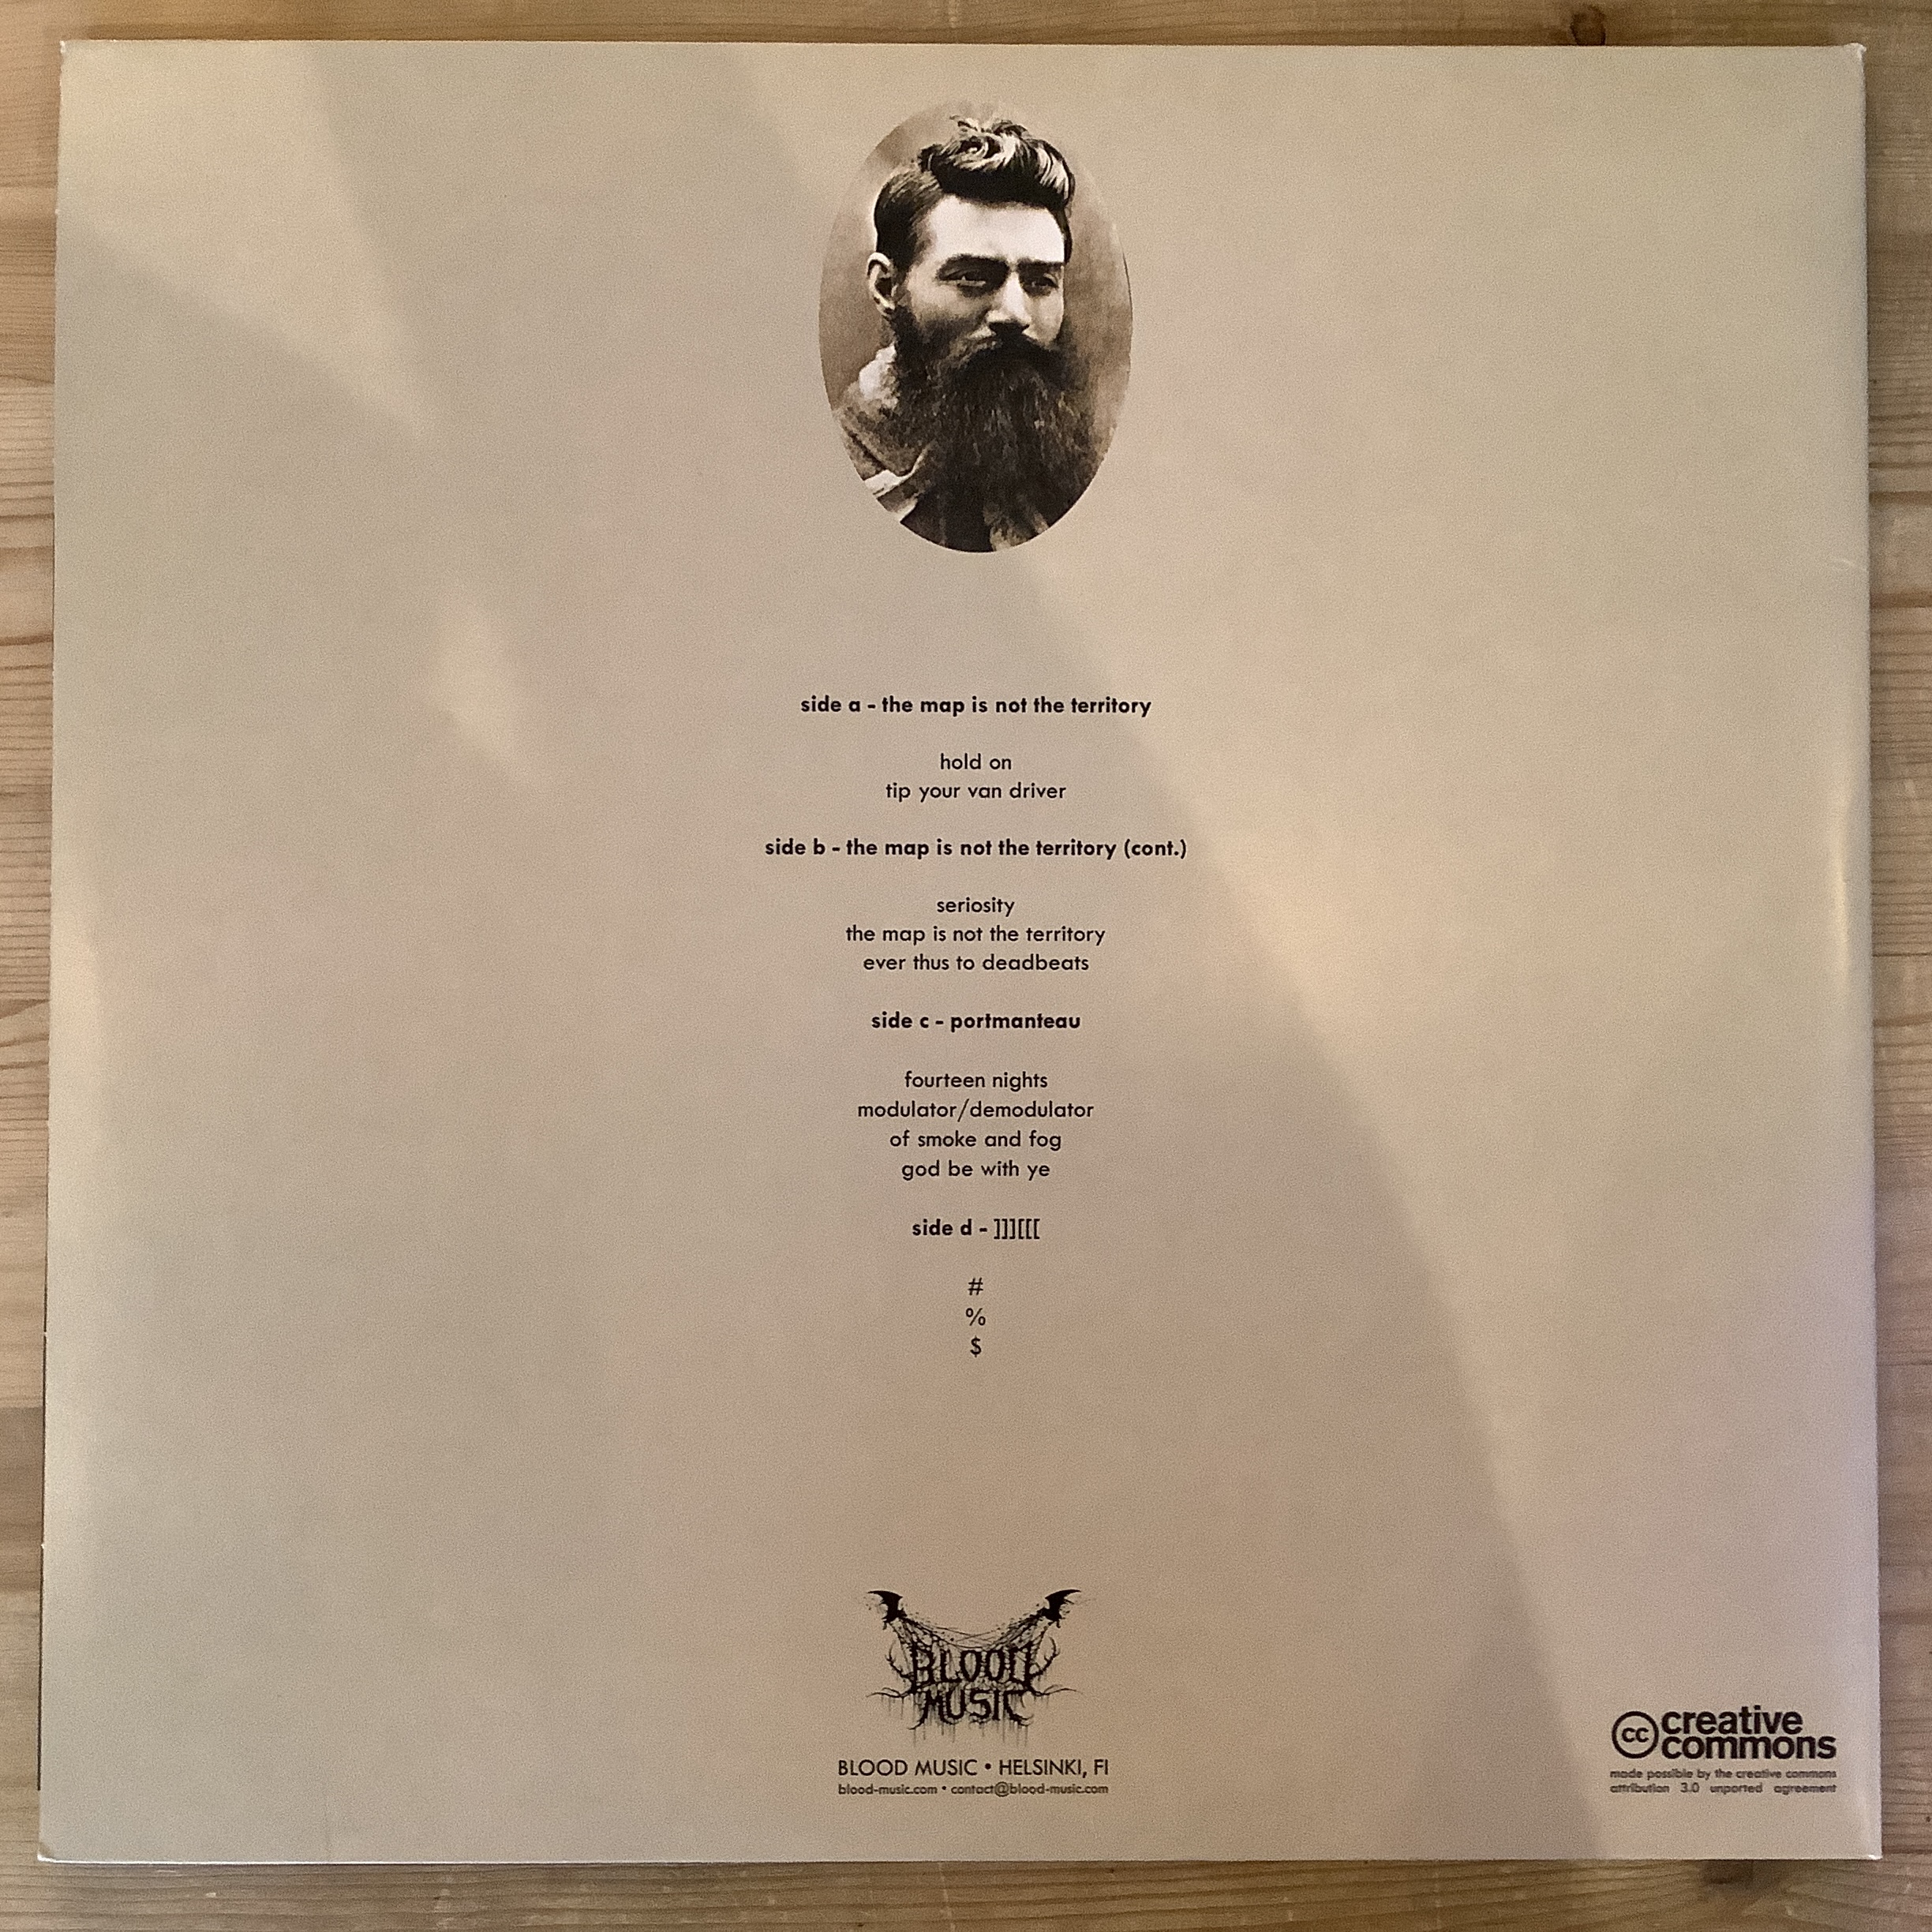 side a - the map is not the territory
hold on
tip your van driver
side b - the map is not the territory (cont.)
seriosity
the map is not the territory
ever thus to deadbeats
side c - portmanteau
fourteen nights
modulator/demodulator
of smoke and fog
god be with ye
side d - ]]][[[
#
%
$
BLOOD
MUSIC
BLOOD MUSIC • HELSINKI, FI
blood-music.com • contact@blood-music.com
cc creative
commons
made possible by the creative commons
attribution 3.0 unported agreement